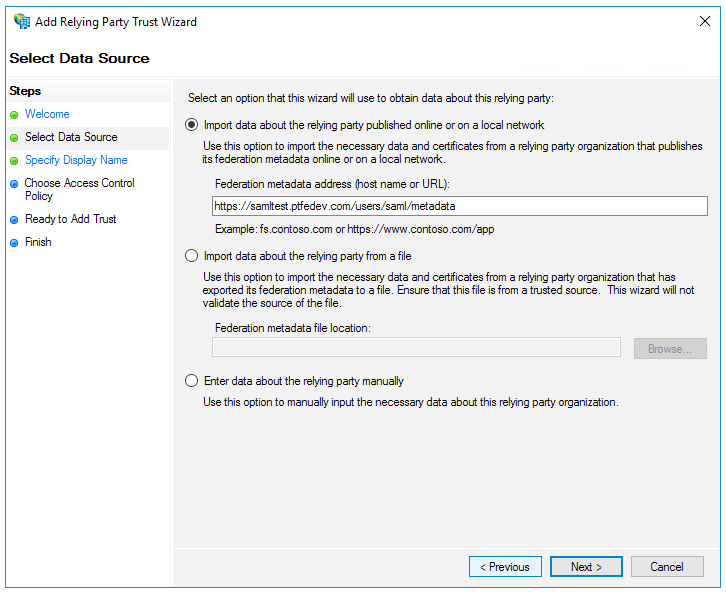 Add Relying Party Trust Wizard
Select Data Source
Steps
Welcome
Select Data Source
Specify Display Name
Choose Access Control
Policy
Ready to Add Trust
Finish
Select an option that this wizard will use to obtain data about this relying party:
Import data about the relying party published online or on a local network
Use this option to import the necessary data and certificates from a relying party organization that publishes
its federation metadata online or on a local network.
Federation metadata address (host name or URL):
https://samltest.ptfedev.com/users/saml/metadata
Example: fs.contoso.com or https://www.contoso.com/app
Import data about the relying party from a file
Use this option to import the necessary data and certificates from a relying party organization that has
exported its federation metadata to a file. Ensure that this file is from a trusted source.  This wizard will not
validate the source of the file.
Federation metadata file location:
Browse...
Enter data about the relying party manually
Use this option to manually input the necessary data about this relying party organization.
< Previous
Next >
Cancel